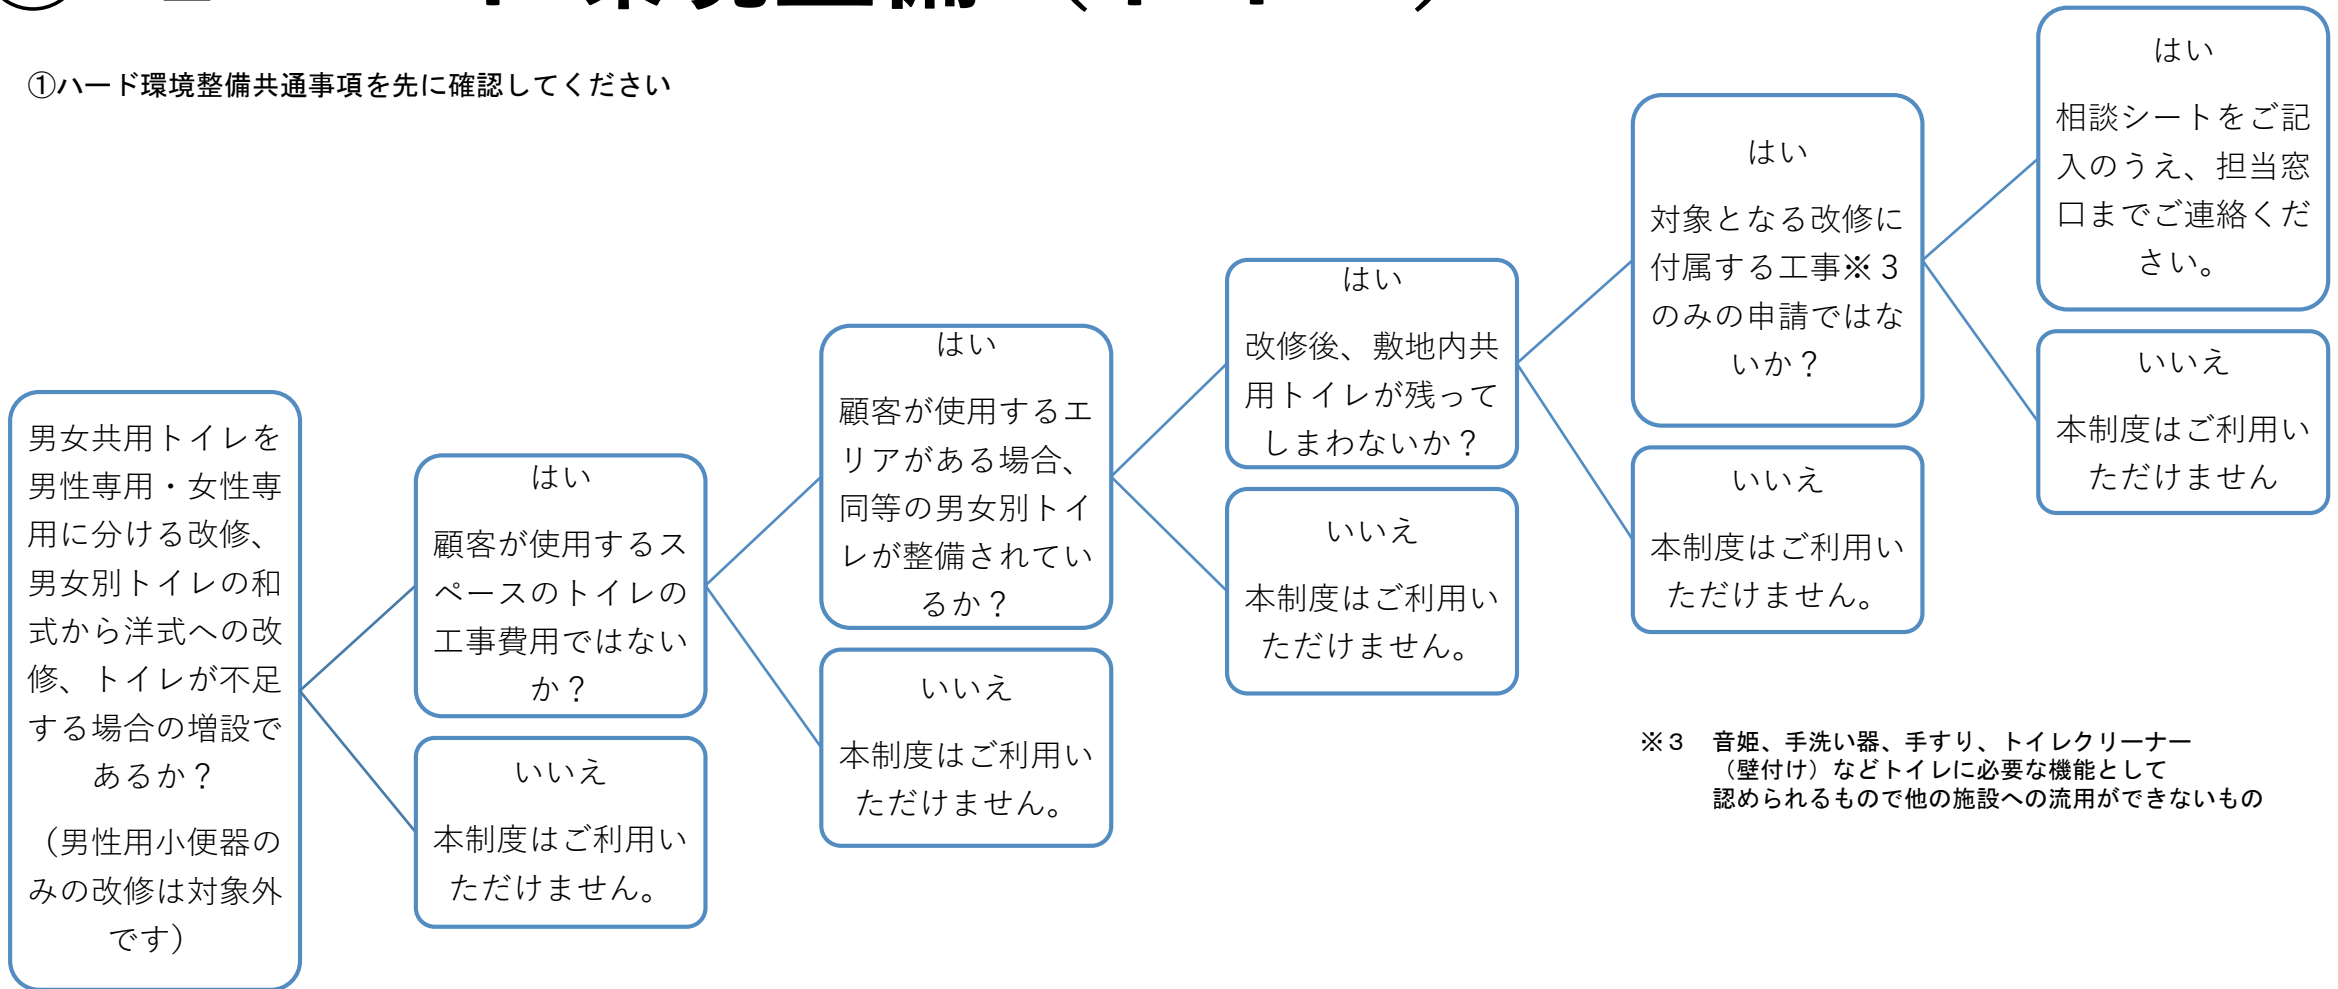 ①ハード環境整備共通事項を先に確認してください
男女共用トイレを
男性専用・女性専
用に分ける改修、
男女別トイレの和
式から洋式への改
修、トイレが不足
する場合の増設で
あるか？
（男性用小便器の
みの改修は対象外
です）
はい
顧客が使用するス
ペースのトイレの
工事費用ではない
か？
いいえ
本制度はご利用い
ただけません。
はい
顧客が使用するエ
リアがある場合、
同等の男女別トイ
レが整備されてい
るか？
いいえ
本制度はご利用い
ただけません。
はい
改修後、敷地内共
用トイレが残って
しまわないか？
いいえ
本制度はご利用い
ただけません。
はい
対象となる改修に
付属する工事※３
のみの申請ではな
いか？
いいえ
本制度はご利用い
ただけません。
はい
相談シートをご記
入のうえ、担当窓
口までご連絡くだ
さい。
いいえ
本制度はご利用い
ただけません
※３　音姫、手洗い器、手すり、トイレクリーナー
（壁付け）などトイレに必要な機能として
認められるもので他の施設への流用ができないもの